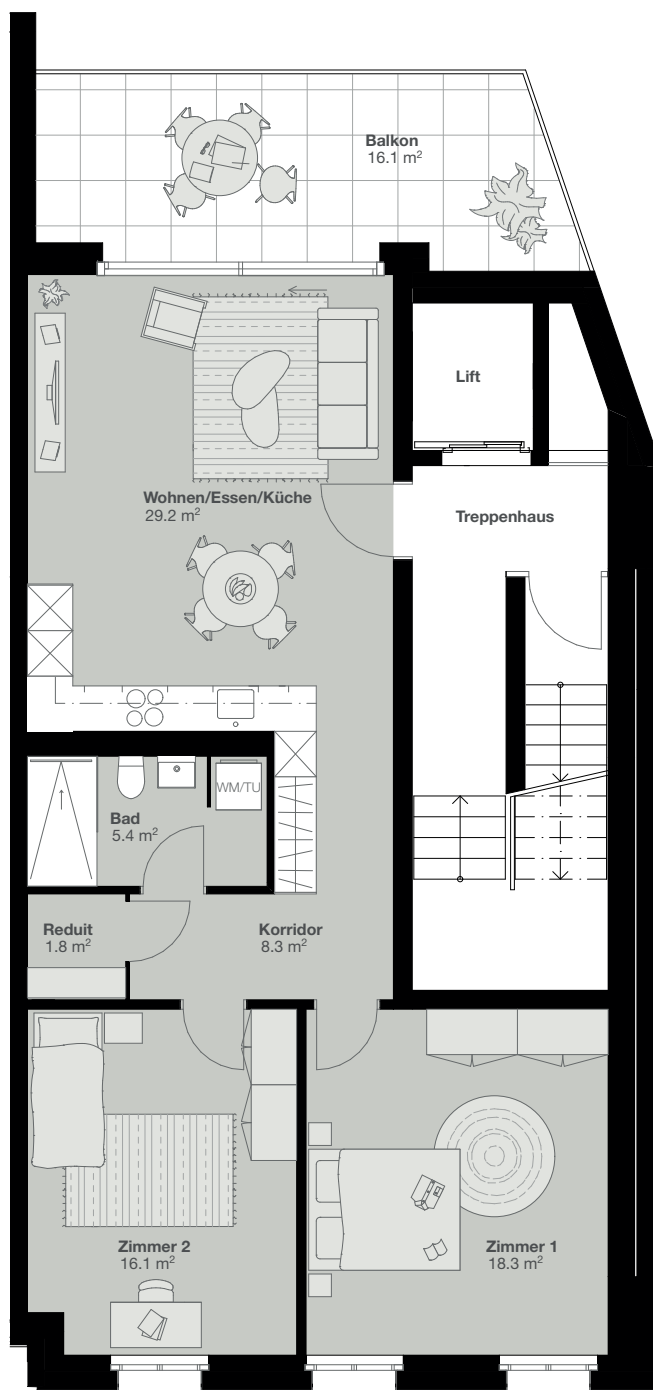 Balkon
16.1 m²
Lift
Wohnen/Essen/Küche
29.2 m²
Treppenhaus
WM/TU
Bad
5.4 m²
Reduit
1.8 m²
Korridor
8.3 m²
Zimmer 2
16.1 m²
Zimmer 1
18.3 m²